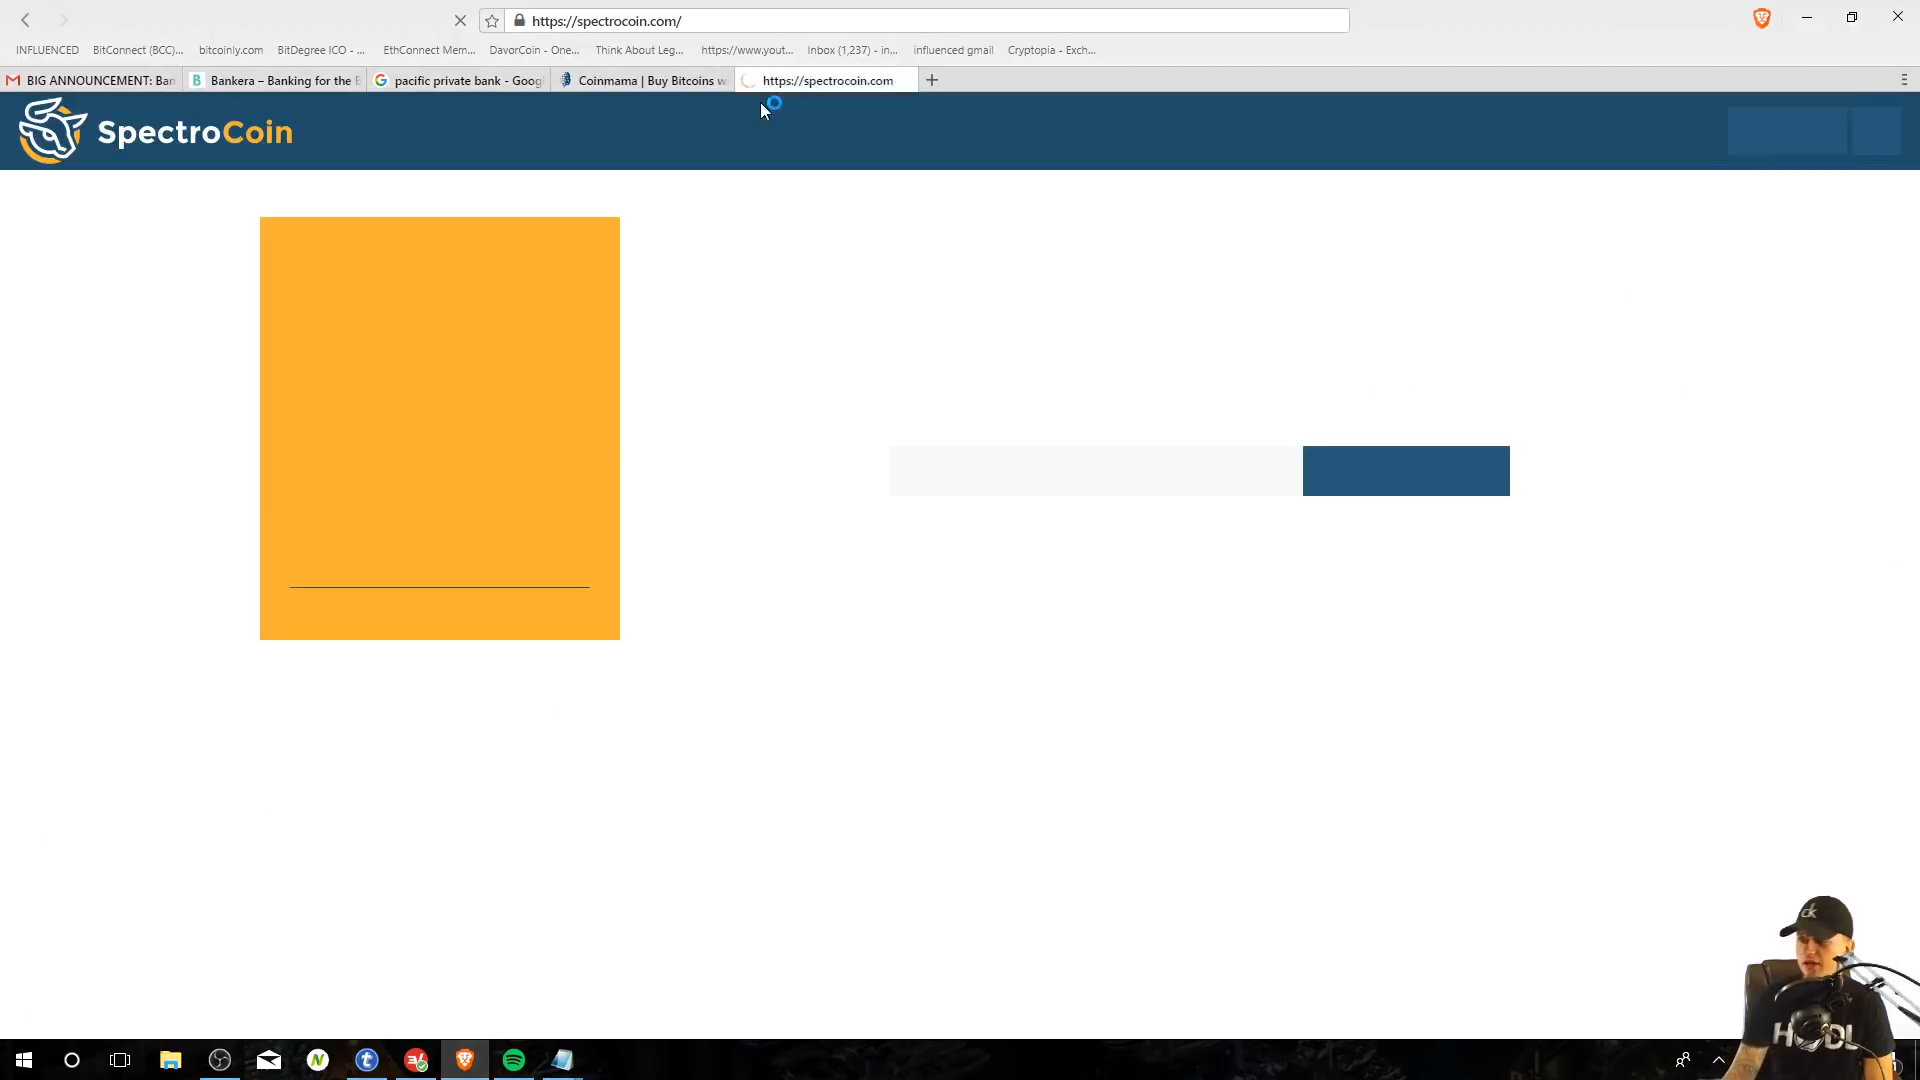 https://spectrocoin.com/
INFLUENCED BitConnect (BCC)... bitcoinly.com BitDegree ICO - ... EthConnect Mem... DavorCoin - One... Think About Leg... https://www.yout... Inbox (1,237) - in... influenced gmail Cryptopia - Exch...
BIG ANNOUNCEMENT: Ban Bankera – Banking for the B pacific private bank - Goog Coinmama | Buy Bitcoins w https://spectrocoin.com
SpectroCoin
ck
HODL